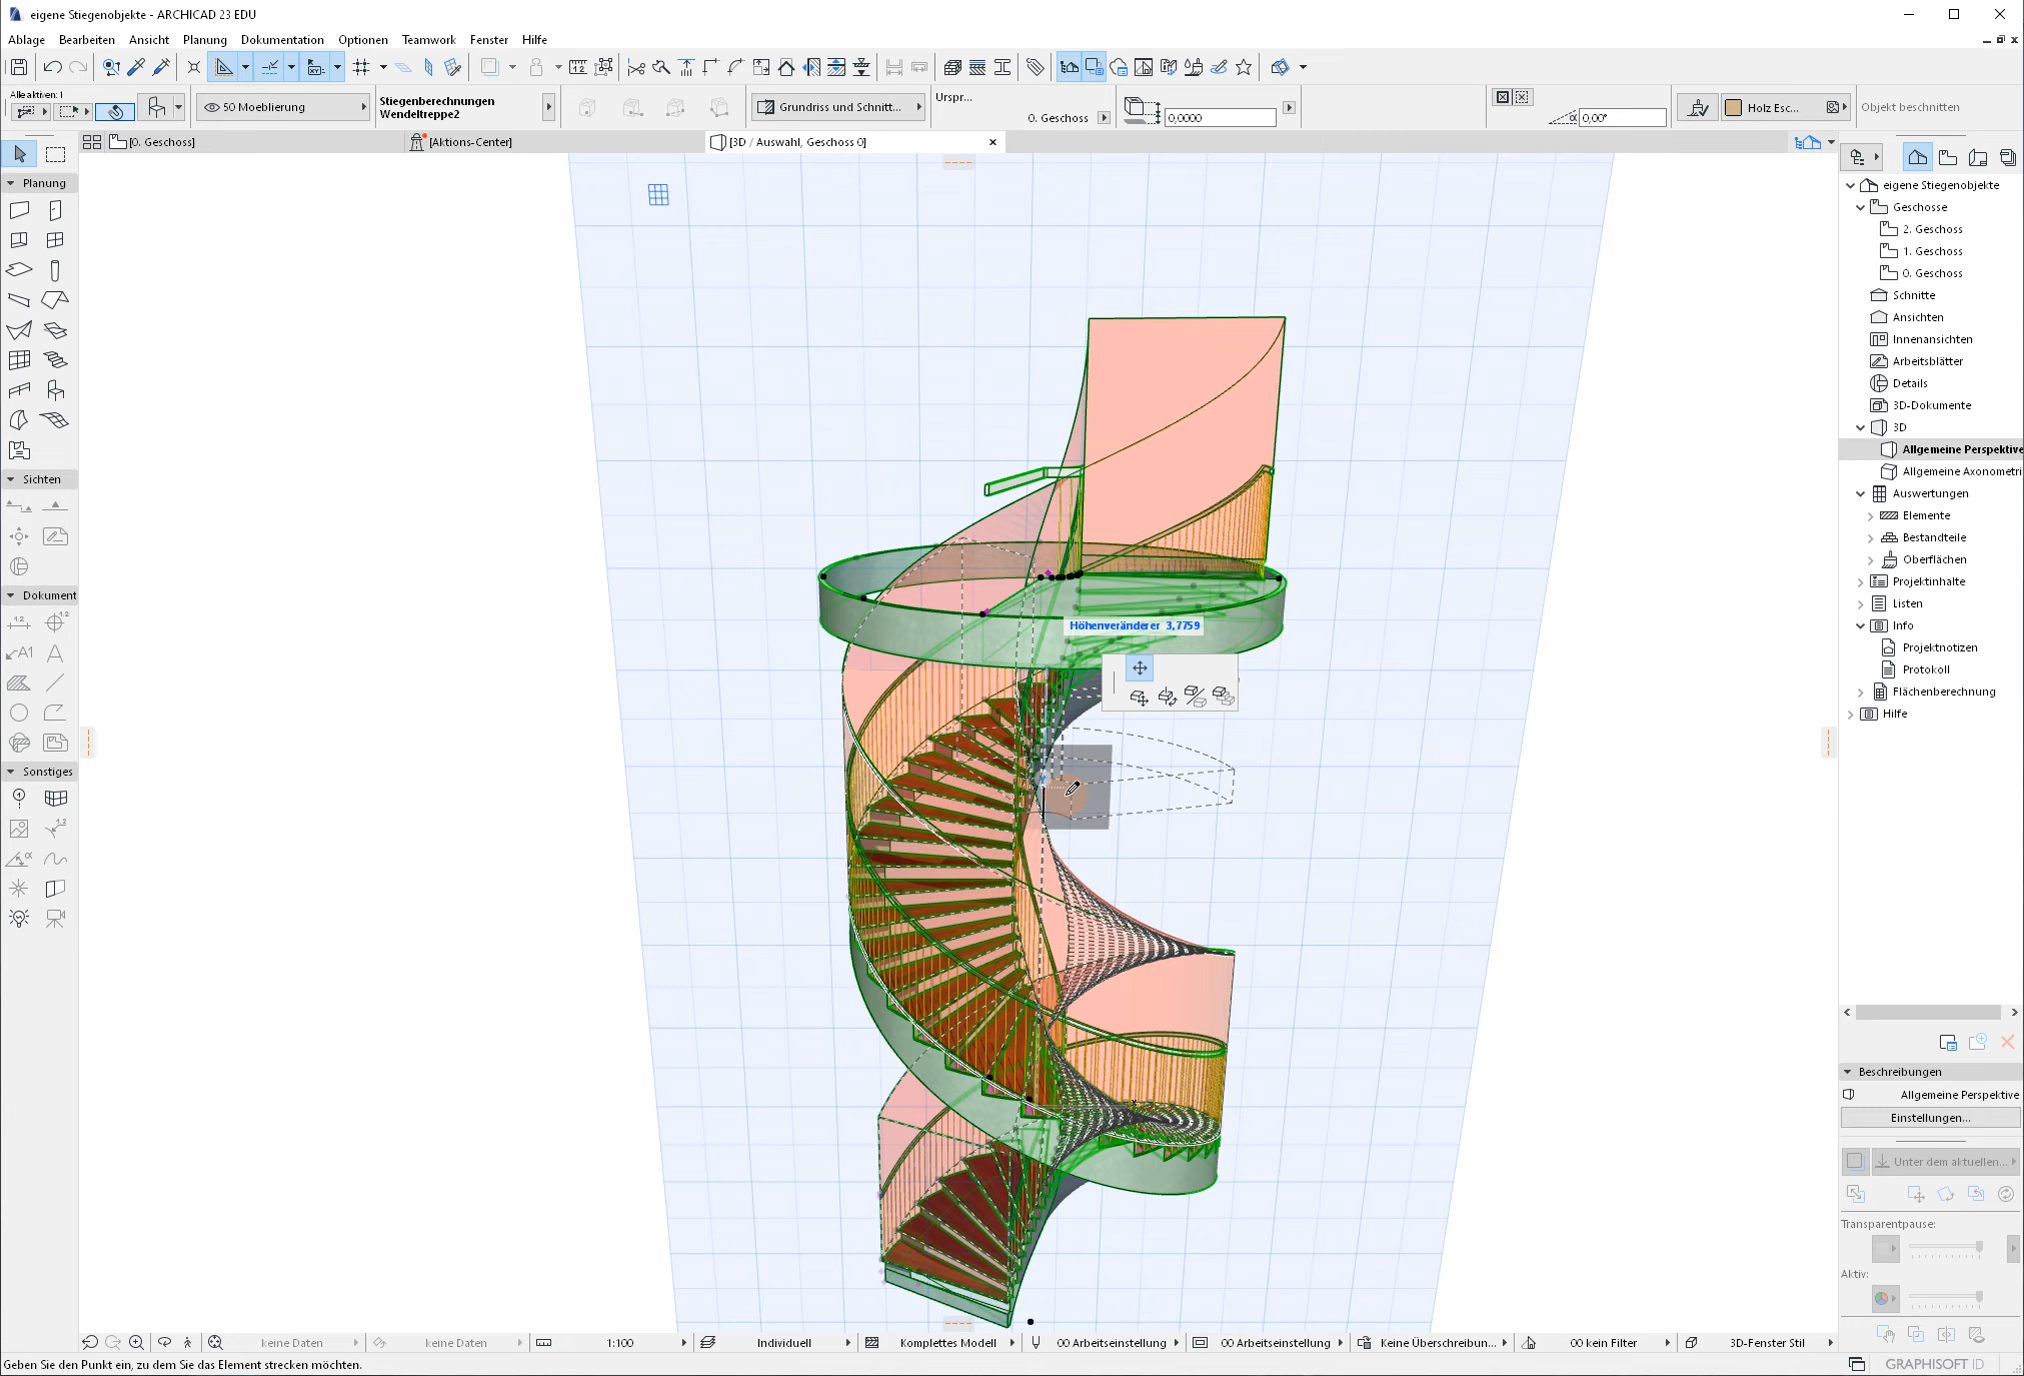 eigene Stiegenobjekte - ARCHICAD 23 EDU
Ablage Bearbeiten Ansicht Planung Dokumentation Optionen Teamwork Fenster Hilfe
Alle aktiven: 1
50 Moeblierung
Stiegenberechnungen
Wendeltreppe2
Grundriss und Schnitt...
Urspr...
0. Geschoss
0,0000
α 0,00°
Holz Esc...
Objekt beschnitten
[0. Geschoss]
[Aktions-Center]
[3D / Auswahl, Geschoss 0]
Planung
Sichten
Dokument
Sonstiges
Höhenveränderer 3,7759
eigene Stiegenobjekte
Geschosse
2. Geschoss
1. Geschoss
0. Geschoss
Schnitte
Ansichten
Innenansichten
Arbeitsblätter
Details
3D-Dokumente
3D
Allgemeine Perspektive
Allgemeine Axonometri
Auswertungen
Elemente
Bestandteile
Oberflächen
Projektinhalte
Listen
Info
Projektnotizen
Protokoll
Flächenberechnung
Hilfe
Beschreibungen
Allgemeine Perspektive
Einstellungen...
Unter dem aktuellen...
Transparentpause:
Aktiv:
keine Daten
keine Daten
1:100
Individuell
Komplettes Modell
00 Arbeitseinstellung
00 Arbeitseinstellung
Keine Überschreibun...
00 kein Filter
3D-Fenster Stil
Geben Sie den Punkt ein, zu dem Sie das Element strecken möchten.
GRAPHISOFT ID